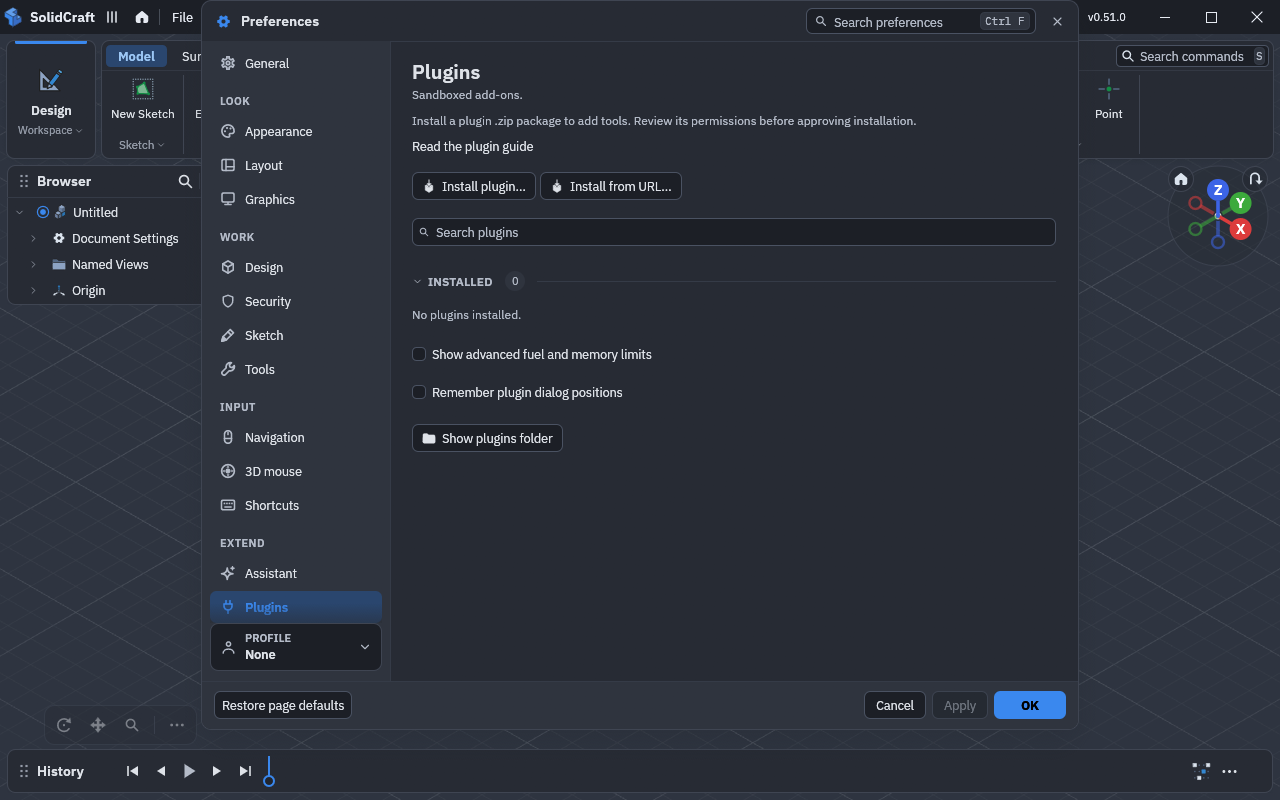 SolidCraft
File
Preferences
Search preferences
Ctrl F
v0.51.0
Model
Sur
Search commands
S
Design
Workspace
New Sketch
E
Sketch
Point
Browser
Untitled
Document Settings
Named Views
Origin
General
LOOK
Appearance
Layout
Graphics
WORK
Design
Security
Sketch
Tools
INPUT
Navigation
3D mouse
Shortcuts
EXTEND
Assistant
Plugins
PROFILE
None
Plugins
Sandboxed add-ons.
Install a plugin .zip package to add tools. Review its permissions before approving installation.
Read the plugin guide
Install plugin...
Install from URL...
Search plugins
INSTALLED
0
No plugins installed.
Show advanced fuel and memory limits
Remember plugin dialog positions
Show plugins folder
Z
Y
X
Restore page defaults
Cancel
Apply
OK
History